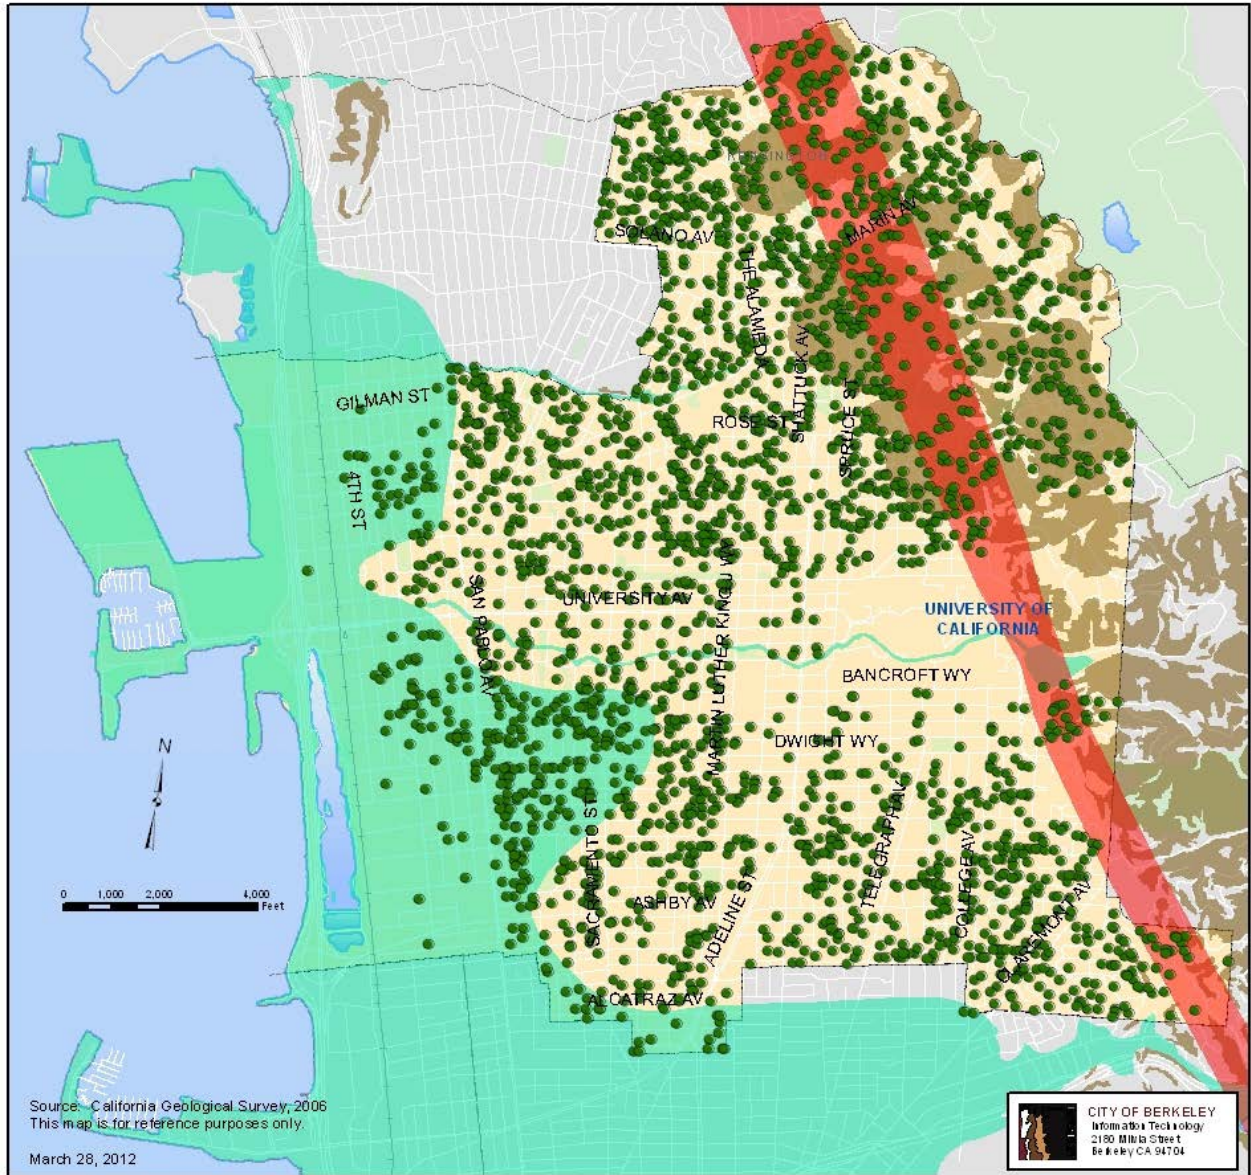 KENSINGTON
SOLANO AV
MARIN AV
THE ALAMEDA
SHATTUCK AV
GILMAN ST
ROSE ST
SPRUCE ST
4TH ST
SAN PABLO AV
UNIVERSITY AV
MARTIN LUTHER KING J WY
UNIVERSITY OF
CALIFORNIA
BANCROFT WY
DWIGHT WY
N
SACRAMENTO ST
TELEGRAPH AV
COLLEGE AV
ASHBY AV
ADELINE ST
CLAREMONT AV
0 1,000 2,000 4,000
Feet
ALCATRAZ AV
Source: California Geological Survey, 2006
This map is for reference purposes only.
March 28, 2012
CITY OF BERKELEY
Information Technology
2180 Milvia Street
Berkeley CA 94704